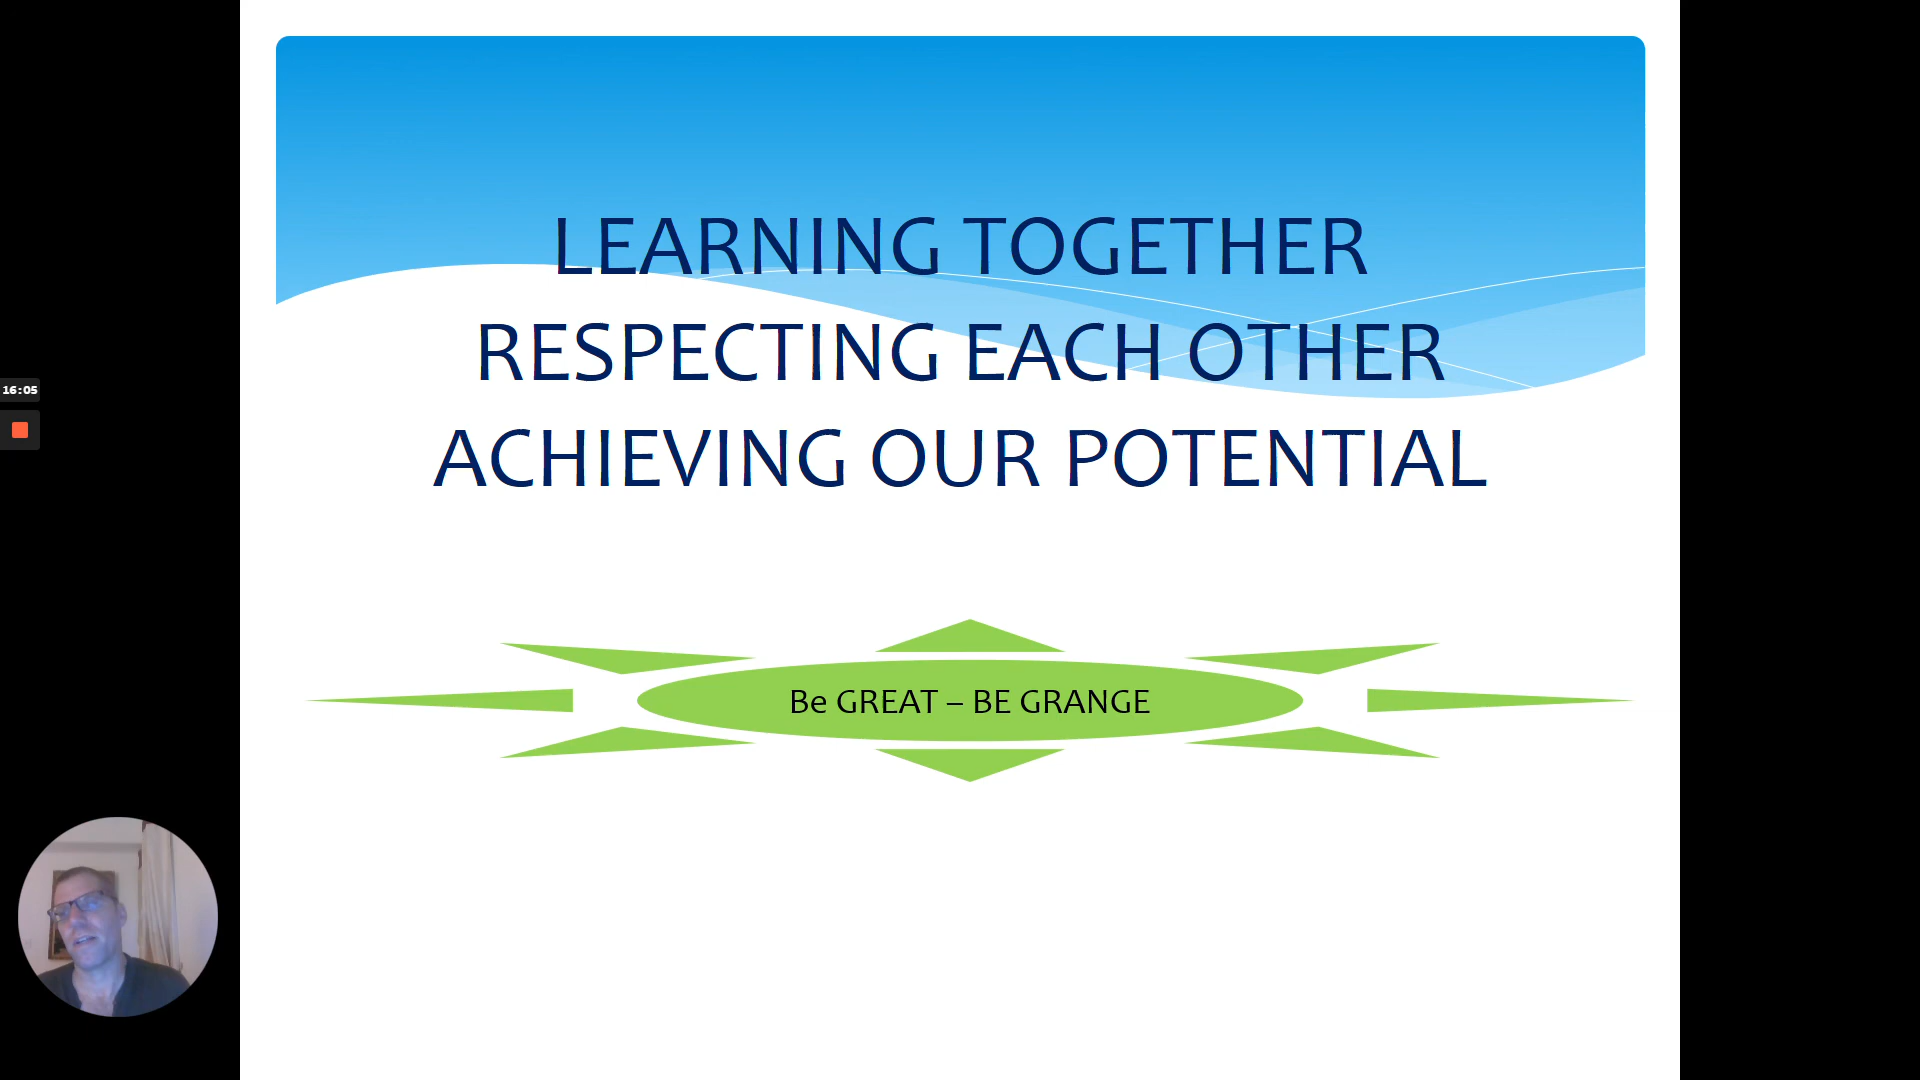 LEARNING TOGETHER
RESPECTING EACH OTHER
ACHIEVING OUR POTENTIAL
16:05
Be GREAT – BE GRANGE